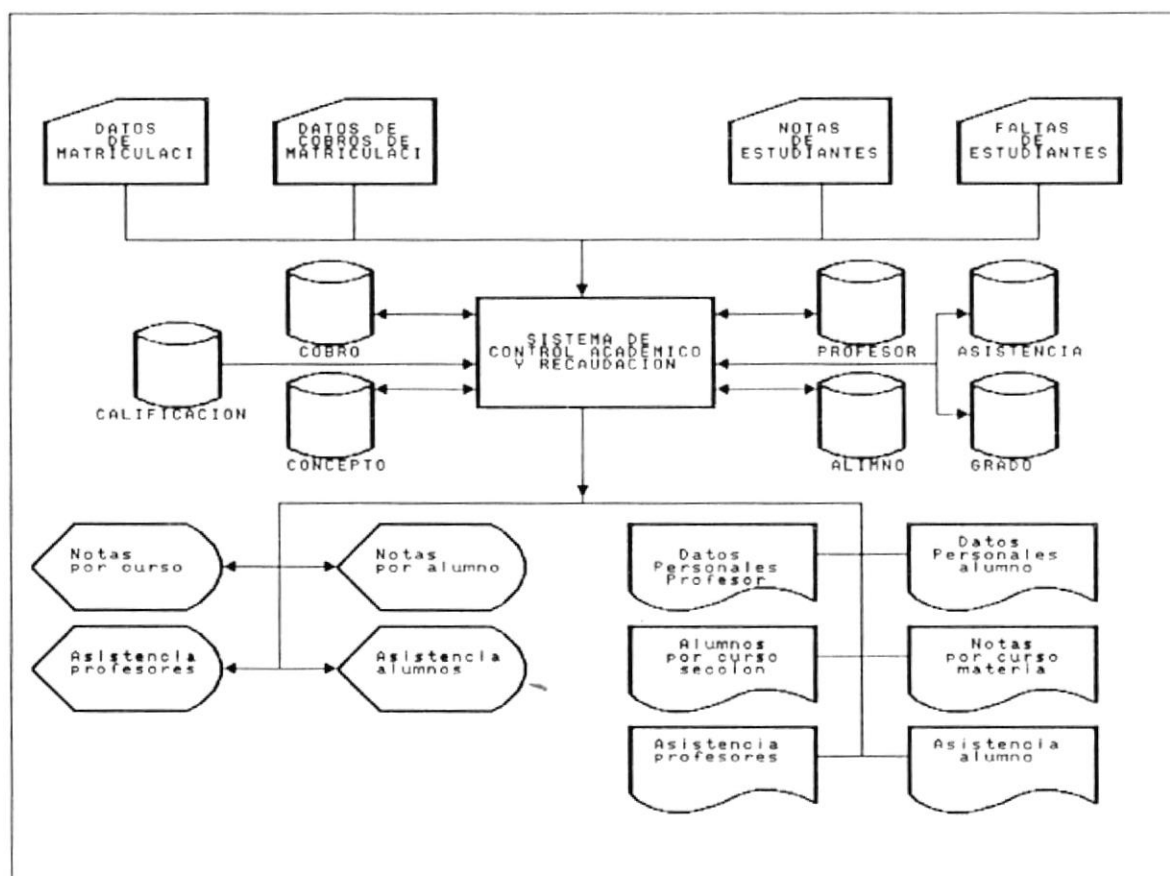 DATOS
DE
MATRICULACI
DATOS DE
COBROS DE
MATRICULACI
NOTAS
DE
ESTUDIANTES
FALTAS
DE
ESTUDIANTES
COBRO
CALIFICACION
CONCEPTO
SISTEMA DE
CONTROL ACADEMICO
Y RECAUDACION
PROFESOR
ASISTENCIA
ALIMNO
GRADO
Notas
por curso
Notas
por alumno
Asistencia
profesores
Asistencia
alumnos
Datos
Personales
Profesor
Datos
Personales
alumno
Alumnos
por curso
seccion
Notas
por curso
materia
Asistencia
profesores
Asistencia
alumno